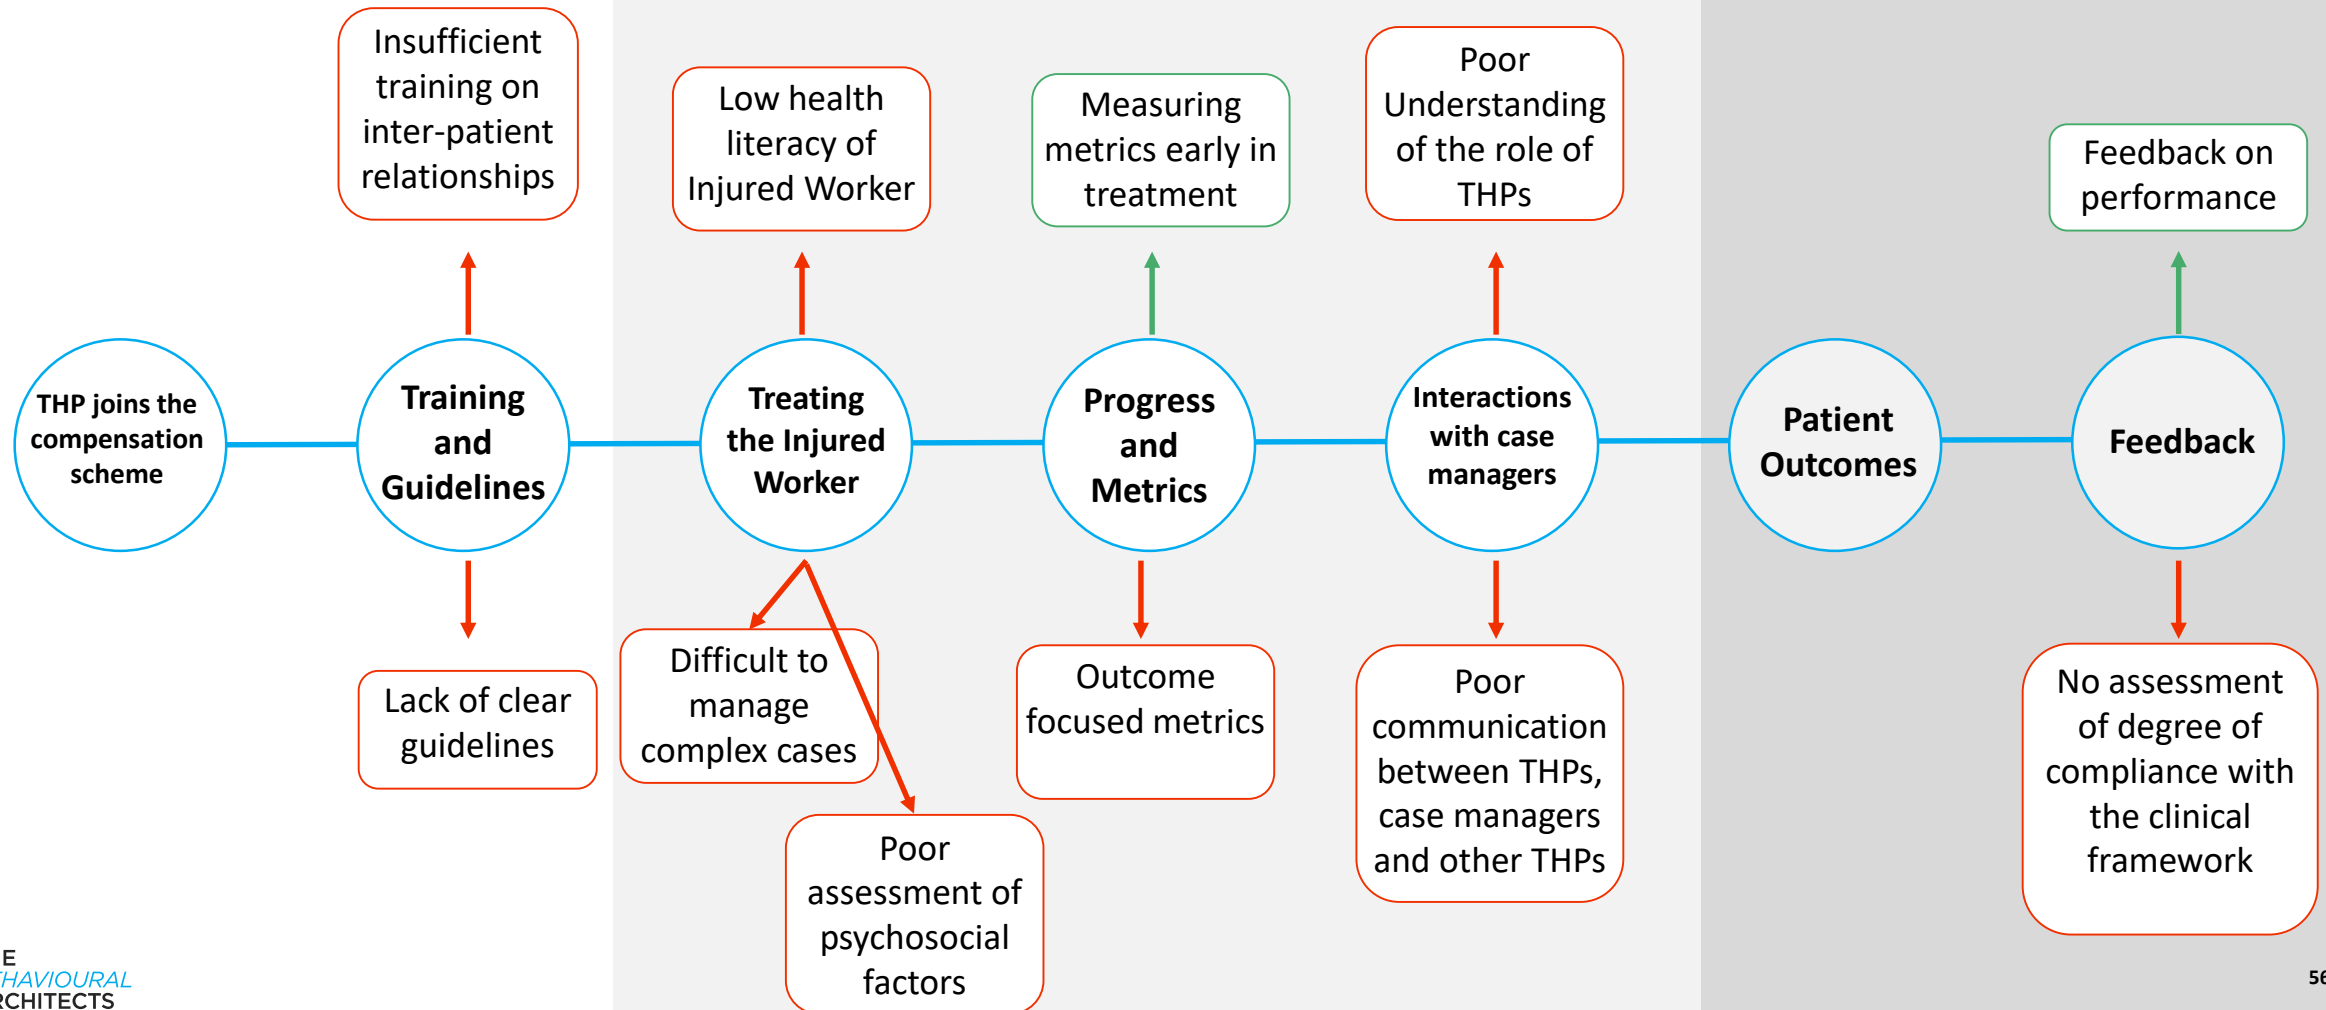 Insufficient
training on
inter-patient
relationships
Low health
literacy of
Injured Worker
Measuring
metrics early in
treatment
Poor
Understanding
of the role of
THPs
Feedback on
performance
THP joins the
compensation
scheme
Training
and
Guidelines
Treating
the Injured
Worker
Progress
and
Metrics
Interactions
with case
managers
Patient
Outcomes
Feedback
Lack of clear
guidelines
Difficult to
manage
complex cases
Poor
assessment of
psychosocial
factors
Outcome
focused metrics
Poor
communication
between THPs,
case managers
and other THPs
No assessment
of degree of
compliance with
the clinical
framework
E
HAVIOURAL
RCHITECTS
56